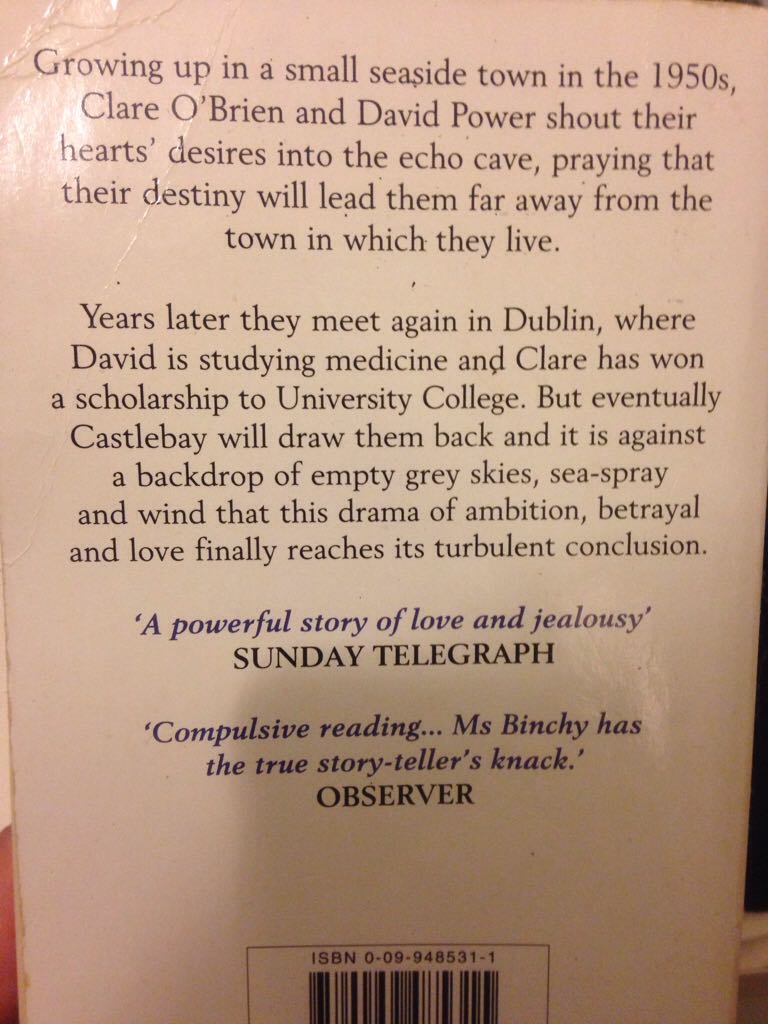 Growing up in a small seaside town in the 1950s,
Clare O'Brien and David Power shout their
hearts' desires into the echo cave, praying that
their destiny will lead them far away from the
town in which they live.
Years later they meet again in Dublin, where
David is studying medicine and Clare has won
a scholarship to University College. But eventually
Castlebay will draw them back and it is against
a backdrop of empty grey skies, sea-spray
and wind that this drama of ambition, betrayal
and love finally reaches its turbulent conclusion.
'A powerful story of love and jealousy'
SUNDAY TELEGRAPH
'Compulsive reading... Ms Binchy has
the true story-teller's knack.'
OBSERVER
ISBN 0-09-948531-1